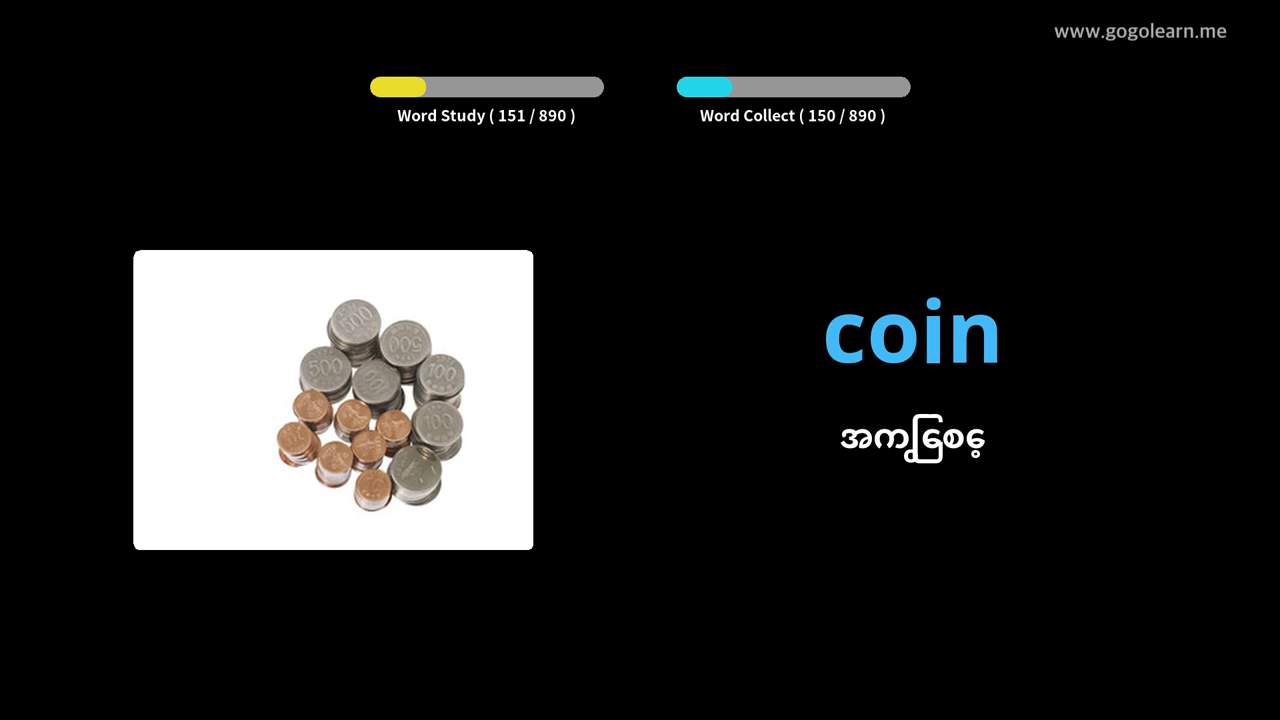 www.gogolearn.me
Word Study ( 151 / 890 )
Word Collect ( 150 / 890 )
coin
အကြွေစေ့